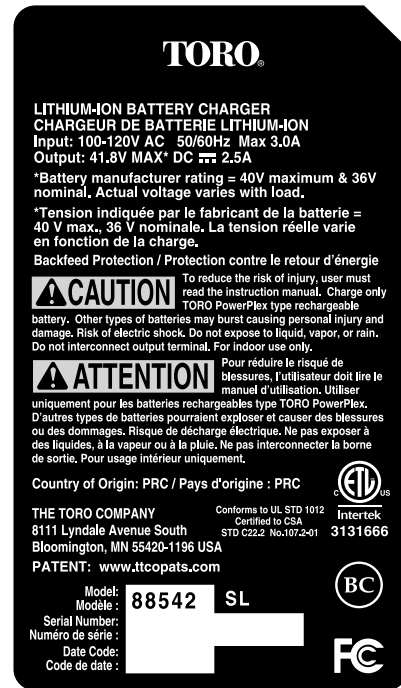 TORO®
LITHIUM-ION BATTERY CHARGER
CHARGEUR DE BATTERIE LITHIUM-ION
Input: 100-120V AC 50/60Hz Max 3.0A
Output: 41.8V MAX* DC ⎓ 2.5A
*Battery manufacturer rating = 40V maximum & 36V
nominal. Actual voltage varies with load.
*Tension indiquée par le fabricant de la batterie =
40 V max., 36 V nominale. La tension réelle varie
en fonction de la charge.
Backfeed Protection / Protection contre le retour d'énergie
CAUTION
To reduce the risk of injury, user must
read the instruction manual. Charge only
TORO PowerPlex type rechargeable
battery. Other types of batteries may burst causing personal injury and
damage. Risk of electric shock. Do not expose to liquid, vapor, or rain.
Do not interconnect output terminal. For indoor use only.
ATTENTION
Pour réduire le risqué de
blessures, l'utilisateur doit lire le
manuel d'utilisation. Utiliser
uniquement pour les batteries rechargeables type TORO PowerPlex.
D'autres types de batteries pourraient exploser et causer des blessures
ou des dommages. Risque de décharge électrique. Ne pas exposer à
des liquides, à la vapeur ou à la pluie. Ne pas interconnecter la borne
de sortie. Pour usage intérieur uniquement.
Country of Origin: PRC / Pays d'origine : PRC
THE TORO COMPANY
8111 Lyndale Avenue South
Bloomington, MN 55420-1196 USA
Conforms to UL STD 1012
Certified to CSA
STD C22.2 No.107.2-01
C ETL US
Intertek
3131666
PATENT: www.ttcopats.com
Model: 88542 SL
Modèle :
Serial Number:
Numéro de série :
Date Code:
Code de date :
BC
FC